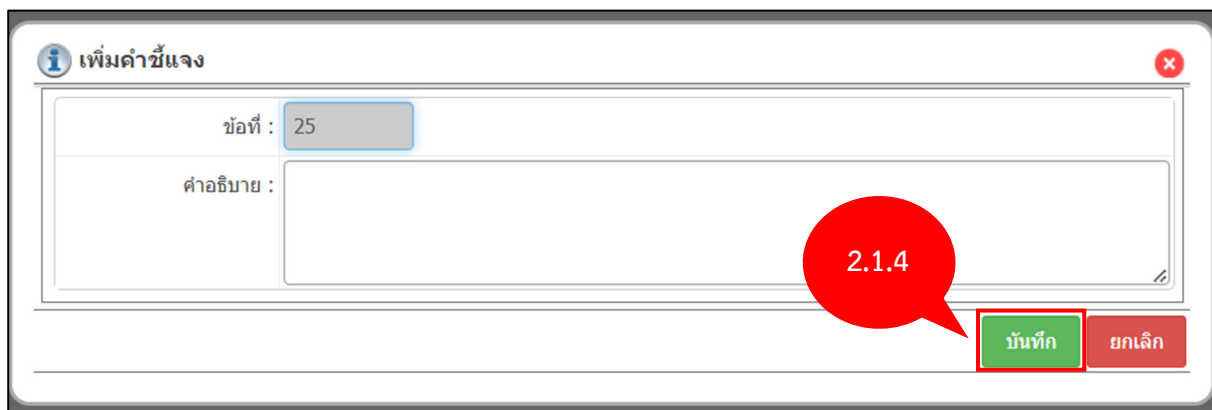 เพิ่มคำชี้แจง
ข้อที่ : 25
คำอธิบาย :
2.1.4
บันทึก ยกเลิก